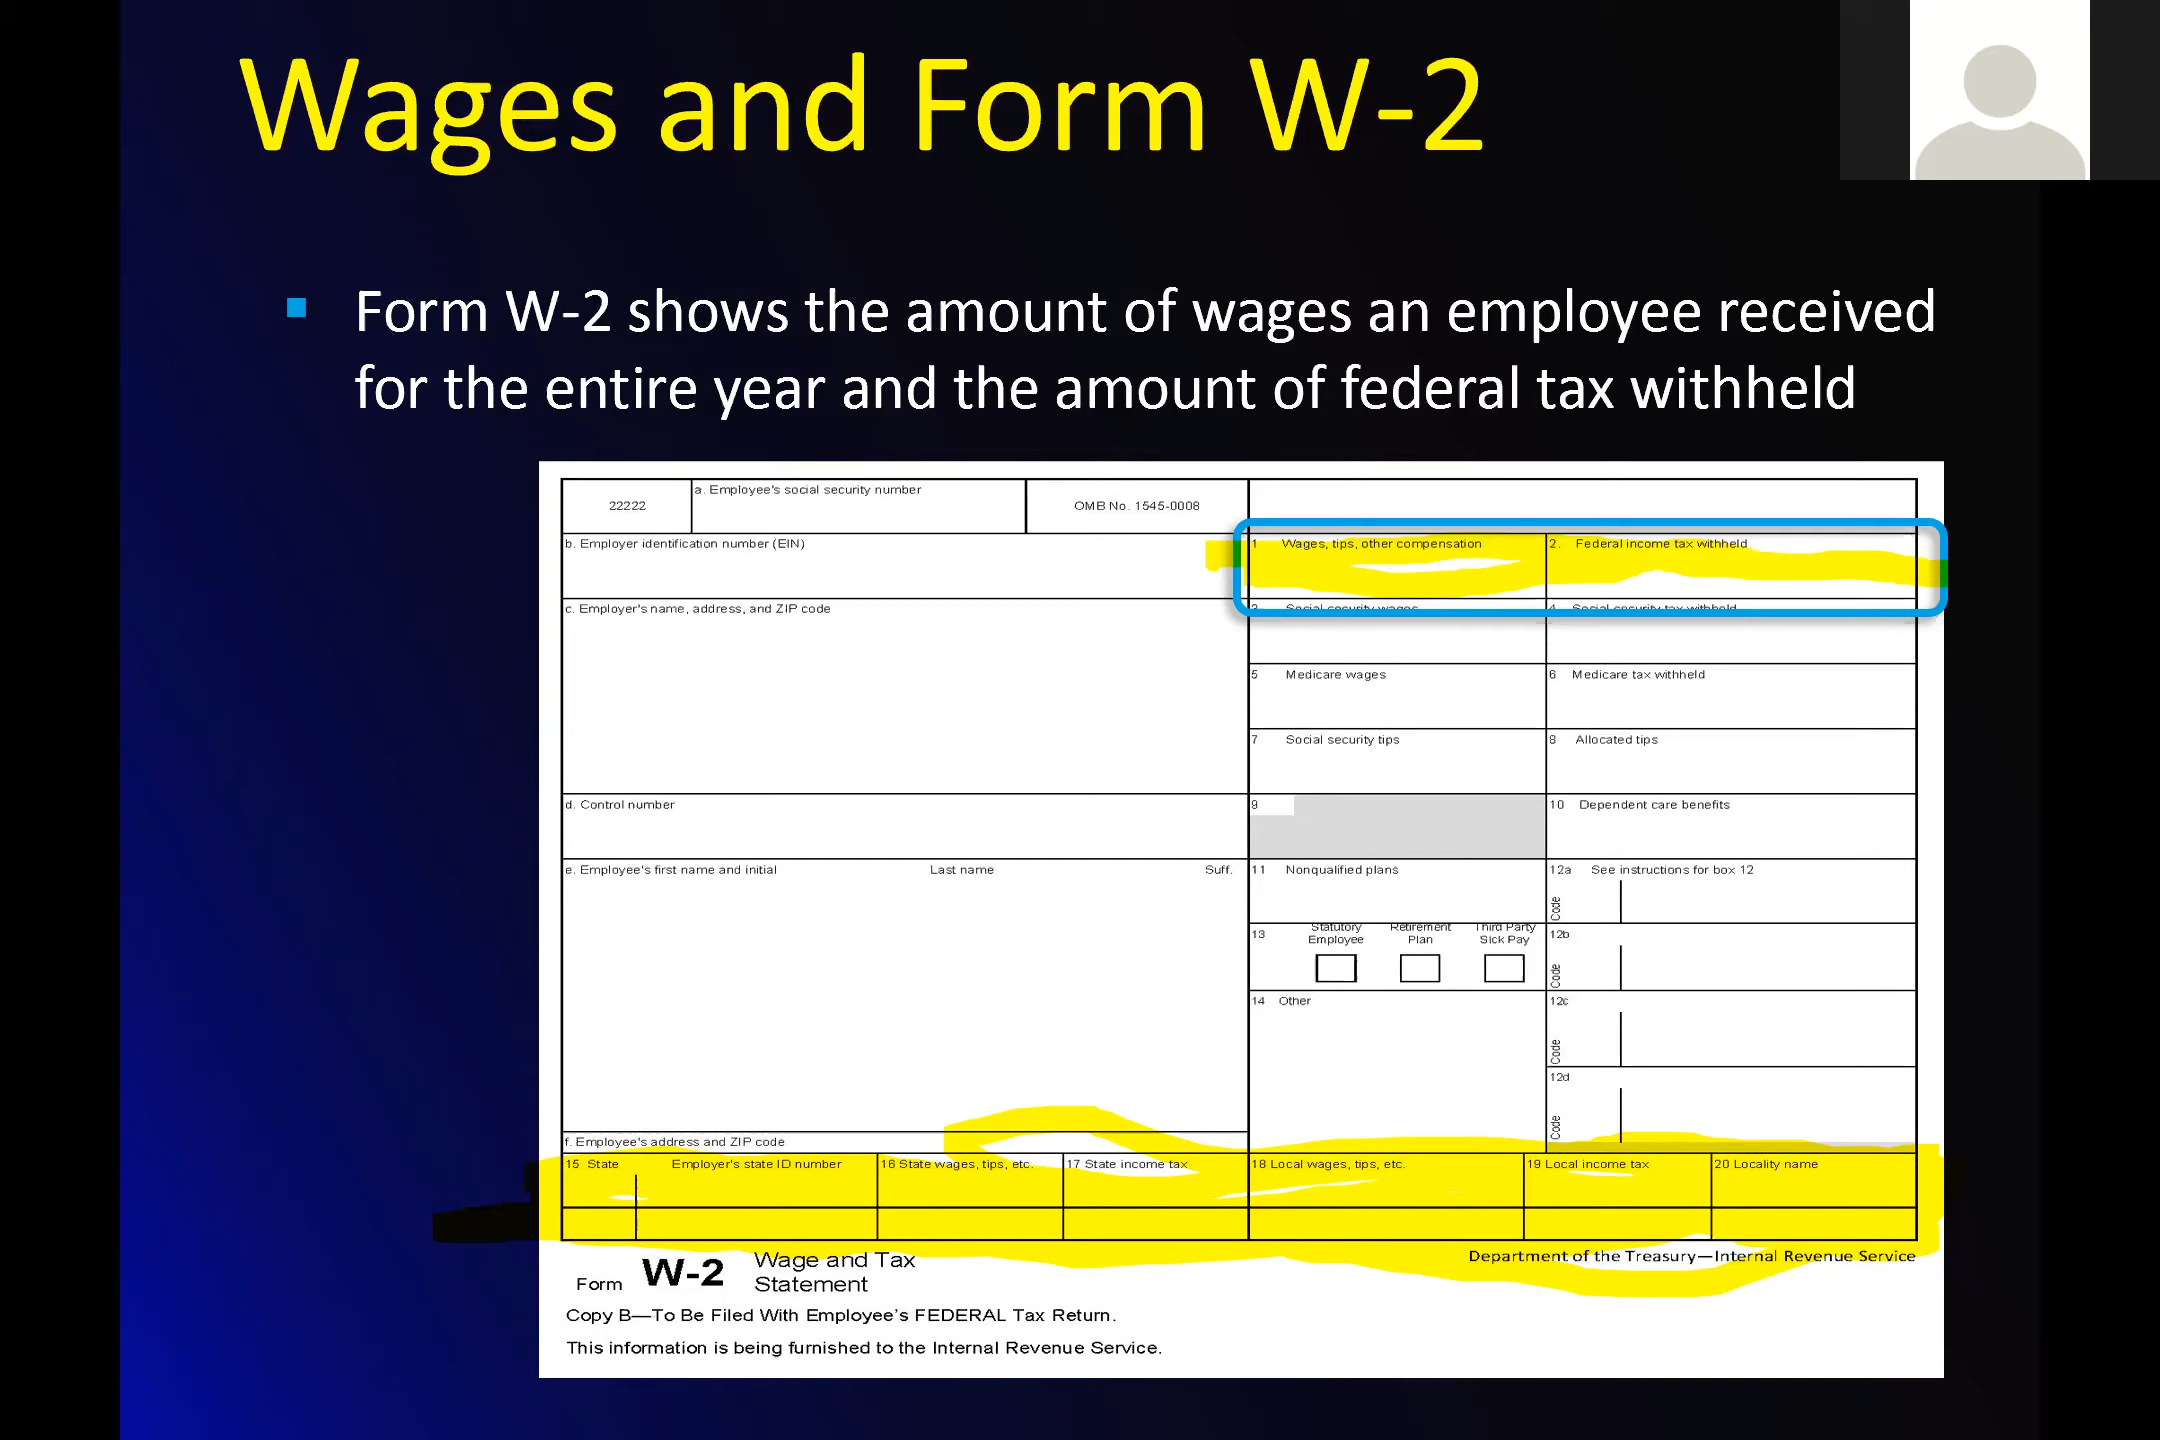 Wages and Form W-2
Form W-2 shows the amount of wages an employee received
for the entire year and the amount of federal tax withheld
22222
a. Employee's social security number
OMB No. 1545-0008
b. Employer identification number (EIN)
1 Wages, tips, other compensation
2. Federal income tax withheld
c. Employer's name, address, and ZIP code
3 Social security wages
4 Social security tax withheld
5 Medicare wages
6 Medicare tax withheld
7 Social security tips
8 Allocated tips
d. Control number
9
10 Dependent care benefits
e. Employee's first name and initial Last name Suff.
11 Nonqualified plans
12a See instructions for box 12
Code
13
Statutory
Employee
Retirement
Plan
Third Party
Sick Pay
12b
Code
14 Other
12c
Code
12d
Code
f. Employee's address and ZIP code
15 State Employer's state ID number
16 State wages, tips, etc.
17 State income tax
18 Local wages, tips, etc.
19 Local income tax
20 Locality name
Form W-2 Wage and Tax
Statement
Department of the Treasury—Internal Revenue Service
Copy B—To Be Filed With Employee's FEDERAL Tax Return.
This information is being furnished to the Internal Revenue Service.